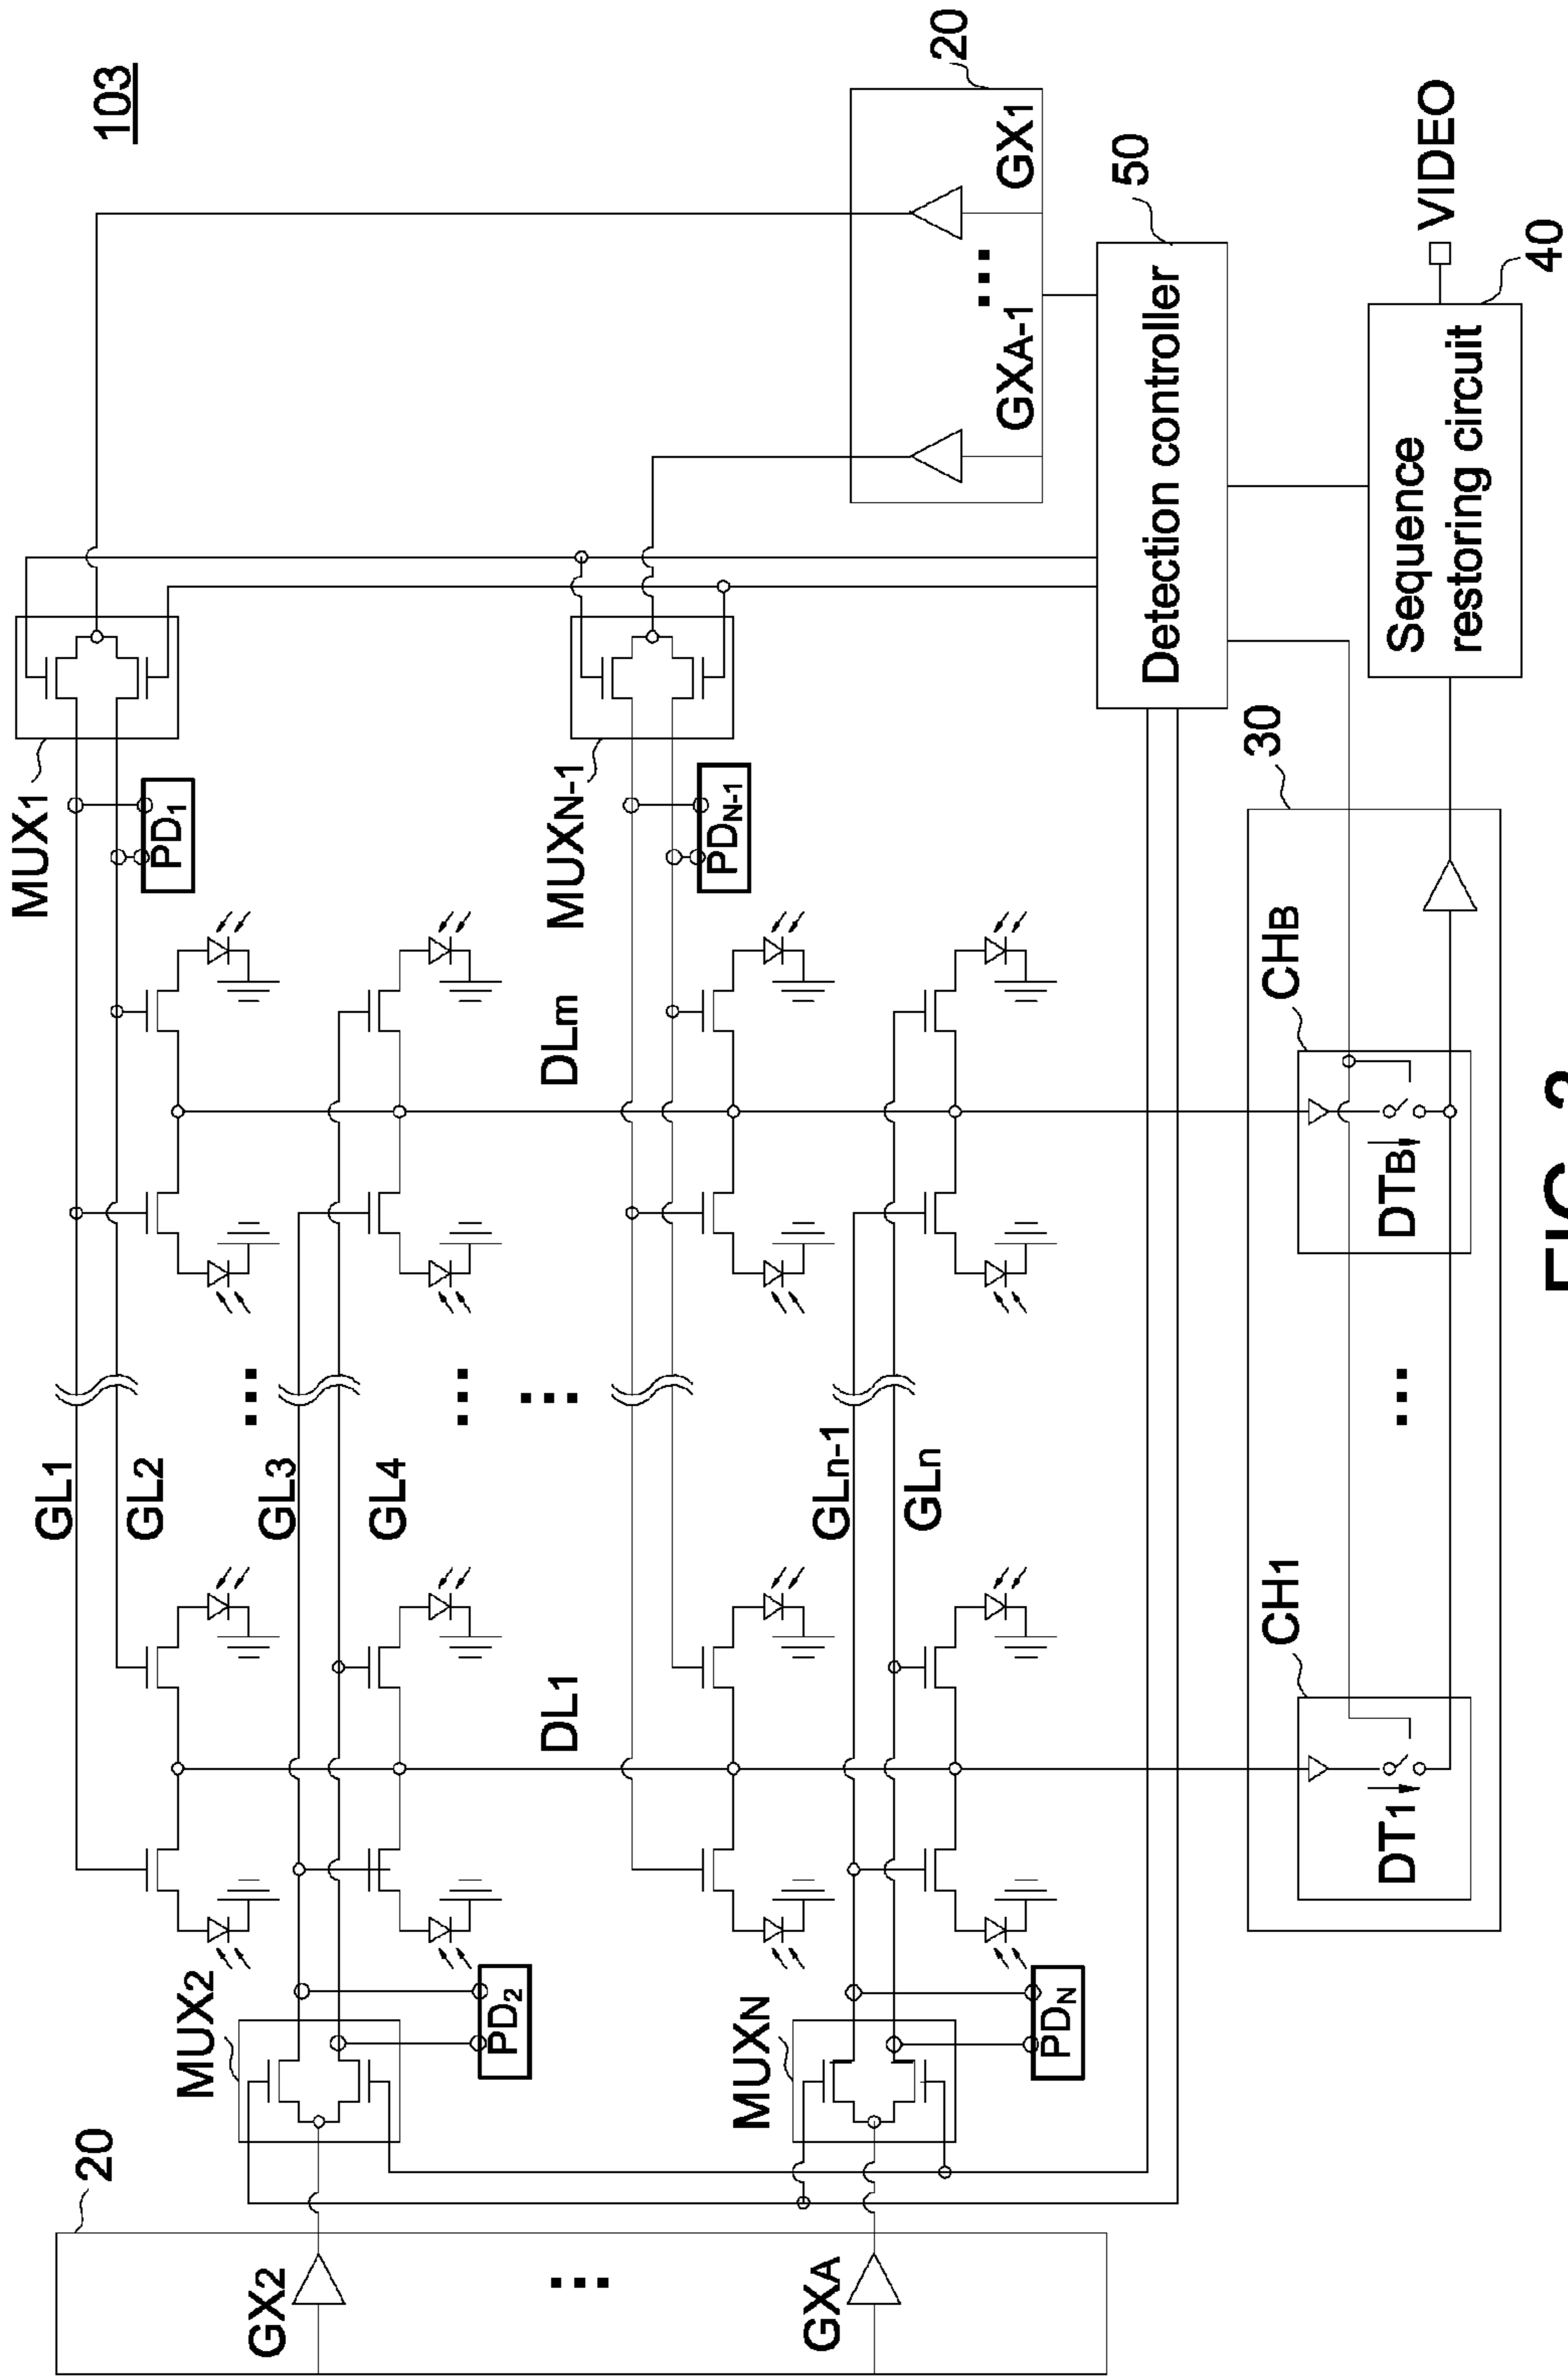 103
20
GX2
GXA
MUX2
MUXN
PD2
PDN
GL1
GL2
GL3
GL4
GLn-1
GLn
DL1
DLm
MUX1
MUXN-1
PD1
PDN-1
20
GXA-1
GX1
Detection controller
50
30
CH1
DT1
CHB
DTB
Sequence
restoring circuit
40
VIDEO